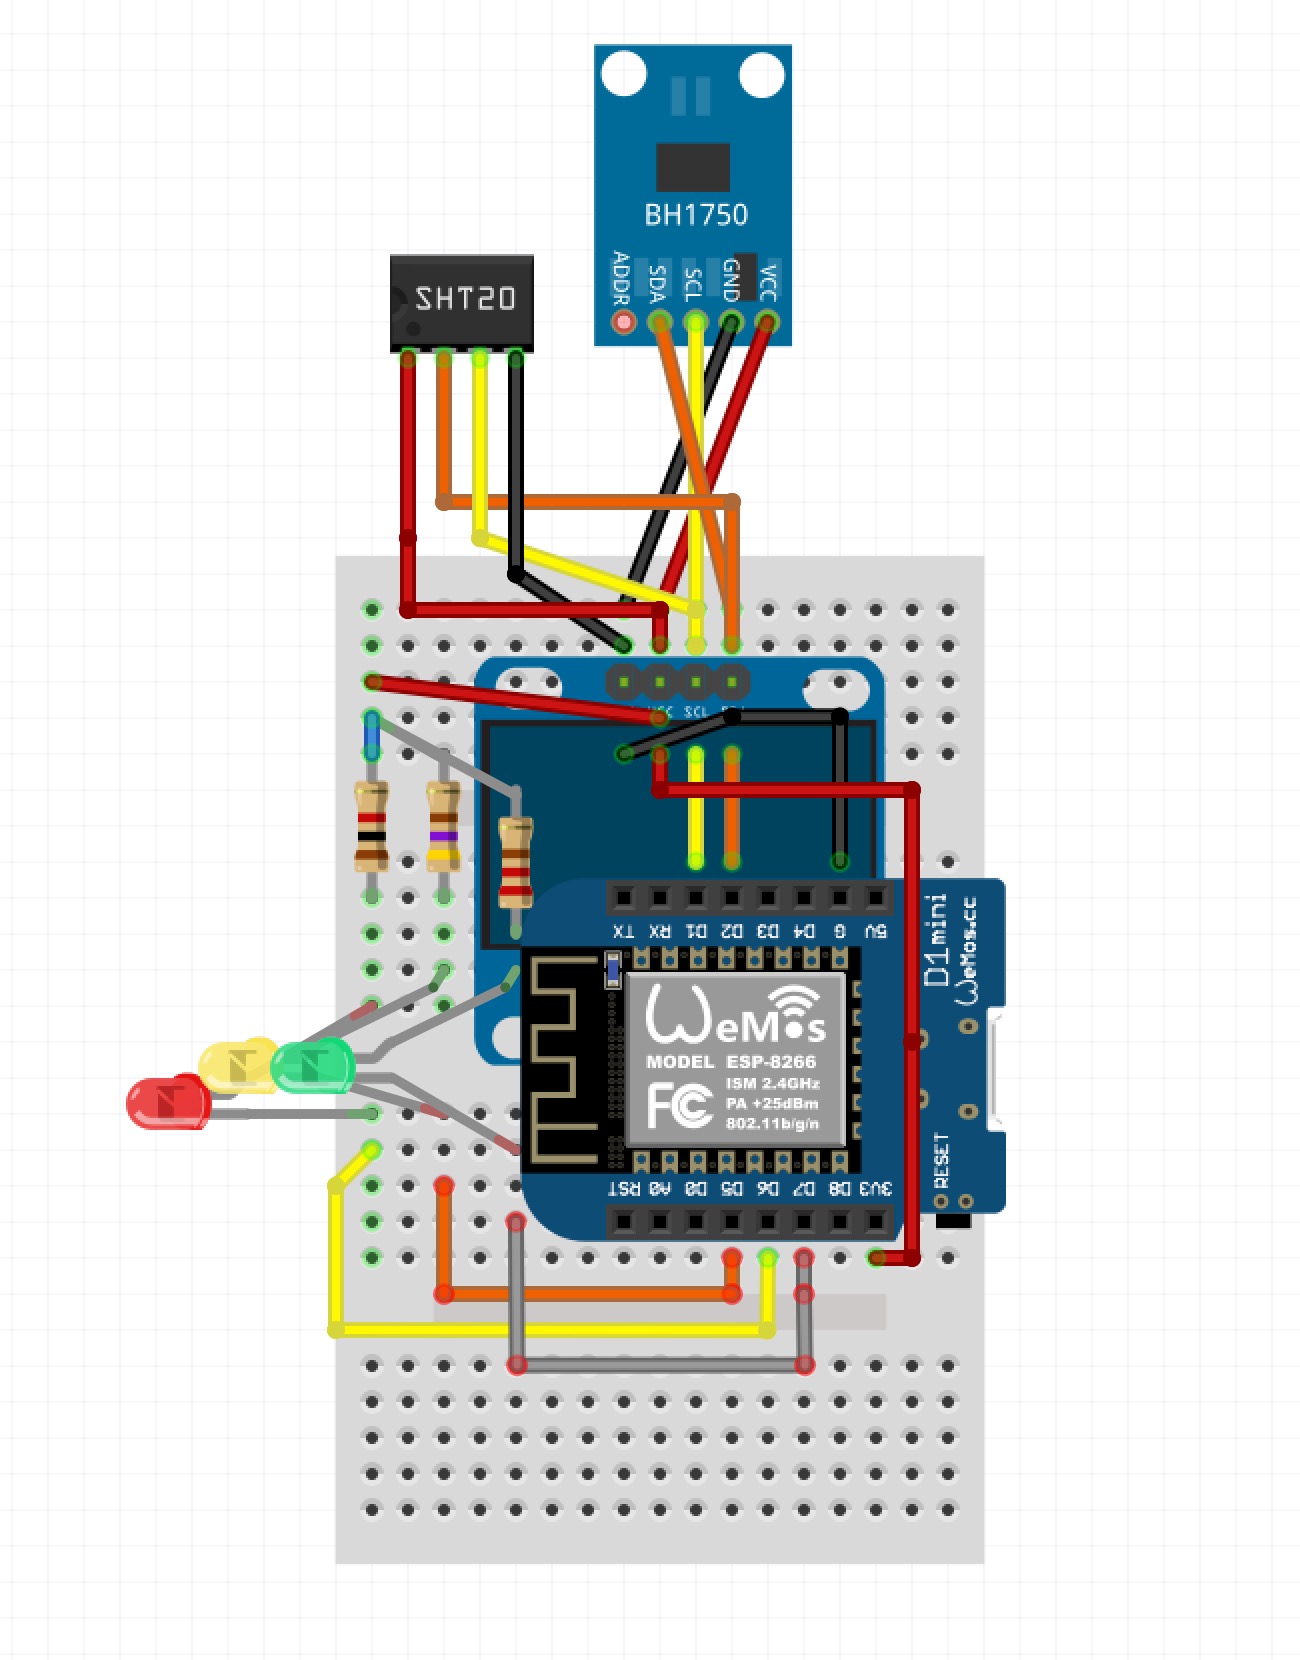 BH1750
ADDR
SDA
SCL
GND
VCC
SHT20
SCL
TX
RX
D1
D2
D3
D4
G
5V
D1 mini
WeMos.cc
WeMos
MODEL ESP-8266
ISM 2.4GHz
PA +25dBm
802.11b/g/n
FC
RESET
RST
A0
D0
D5
D6
D7
D8
3V3